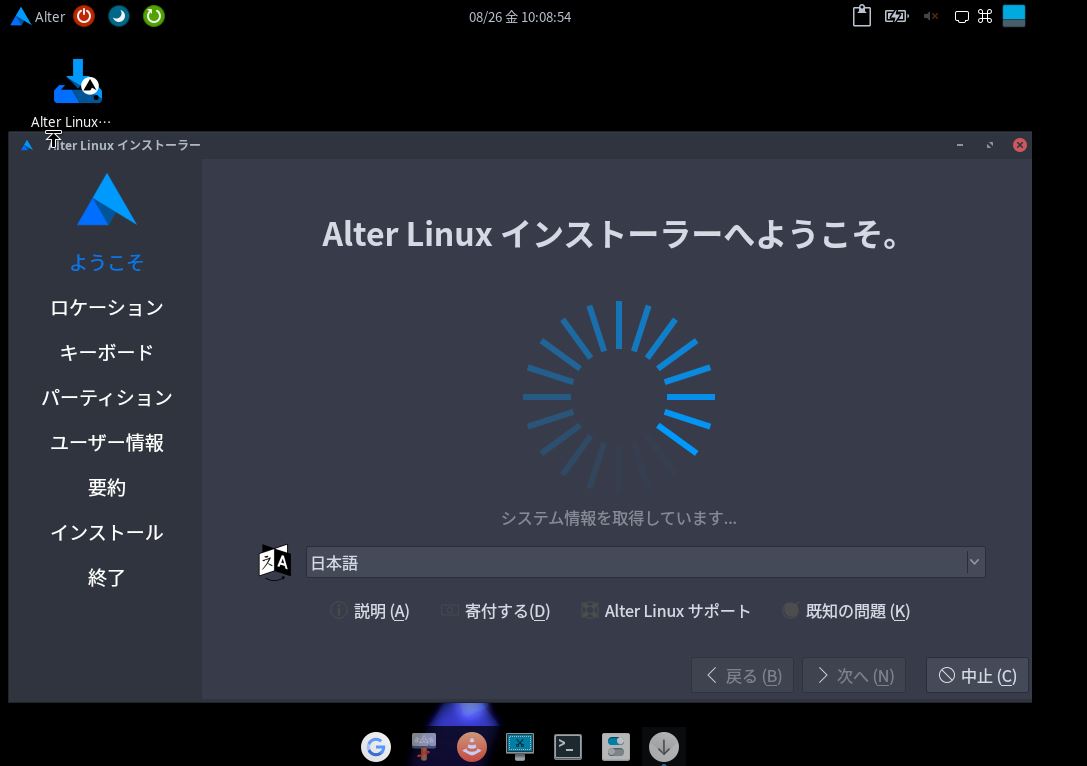 Alter
08/26 金 10:08:54
Alter Linux…
Alter Linux インストーラー
ようこそ
ロケーション
キーボード
パーティション
ユーザー情報
要約
インストール
終了
Alter Linux インストーラーへようこそ。
システム情報を取得しています...
日本語
説明 (A)
寄付する(D)
Alter Linux サポート
既知の問題 (K)
戻る (B)
次へ (N)
中止 (C)